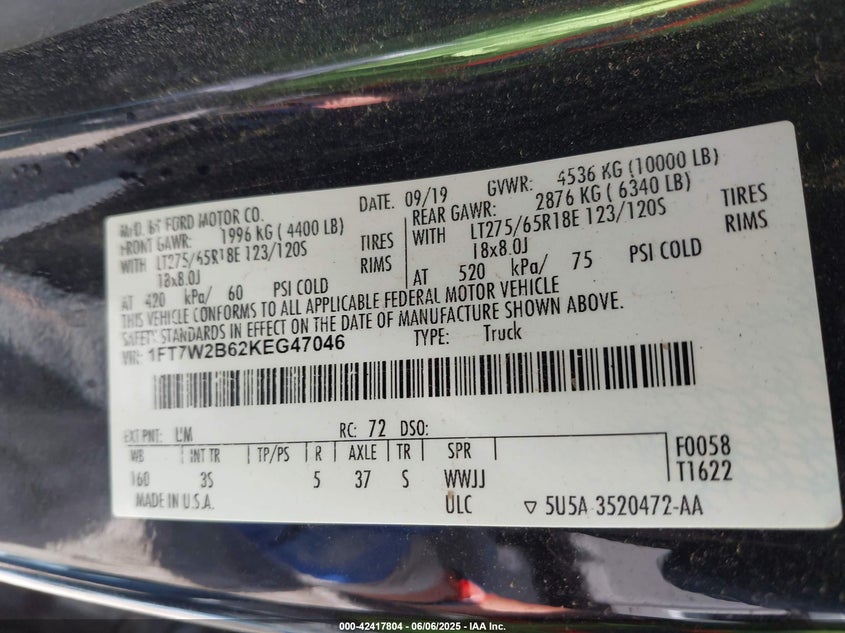 MFD. BY FORD MOTOR CO.
DATE. 09/19 GVWR: 4536 KG (10000 LB)
FRONT GAWR: 1996 KG ( 4400 LB)
REAR GAWR: 2876 KG ( 6340 LB)
WITH LT275/65R18E 123/120S TIRES
WITH LT275/65R18E 123/120S TIRES
18x8.0J RIMS
18x8.0J RIMS
AT 420 kPa/ 60 PSI COLD
AT 520 kPa/ 75 PSI COLD
THIS VEHICLE CONFORMS TO ALL APPLICABLE FEDERAL MOTOR VEHICLE
SAFETY STANDARDS IN EFFECT ON THE DATE OF MANUFACTURE SHOWN ABOVE.
VIN: 1FT7W2B62KEG47046 TYPE: Truck
EXT PNT: UM RC: 72 DSO:
WB INT TR TP/PS R AXLE TR SPR F0058
160 3S 5 37 S WWJJ T1622
MADE IN U.S.A. ULC ▽ 5U5A 3520472-AA
000-42417804 - 06/06/2025 - IAA Inc.